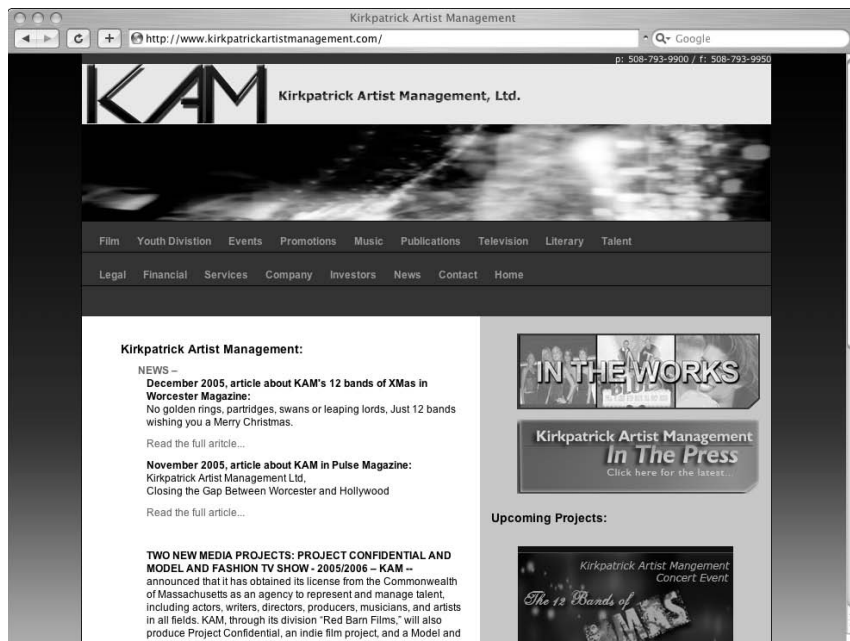 Kirkpatrick Artist Management
http://www.kirkpatrickartistmanagement.com/
Google
p: 508-793-9900 / f: 508-793-9950
KAM
Kirkpatrick Artist Management, Ltd.
Film Youth Divistion Events Promotions Music Publications Television Literary Talent
Legal Financial Services Company Investors News Contact Home
Kirkpatrick Artist Management:
NEWS –
December 2005, article about KAM's 12 bands of XMas in
Worcester Magazine:
No golden rings, partridges, swans or leaping lords, Just 12 bands
wishing you a Merry Christmas.
Read the full aritcle...
November 2005, article about KAM in Pulse Magazine:
Kirkpatrick Artist Management Ltd,
Closing the Gap Between Worcester and Hollywood
Read the full article...
TWO NEW MEDIA PROJECTS: PROJECT CONFIDENTIAL AND
MODEL AND FASHION TV SHOW - 2005/2006 – KAM --
announced that it has obtained its license from the Commonwealth
of Massachusetts as an agency to represent and manage talent,
including actors, writers, directors, producers, musicians, and artists
in all fields. KAM, through its division “Red Barn Films,” will also
produce Project Confidential, an indie film project, and a Model and
IN THE WORKS
Kirkpatrick Artist Management
In The Press
Click here for the latest...
Upcoming Projects:
Kirkpatrick Artist Mangement
Concert Event
The 12 Bands of
XMAS